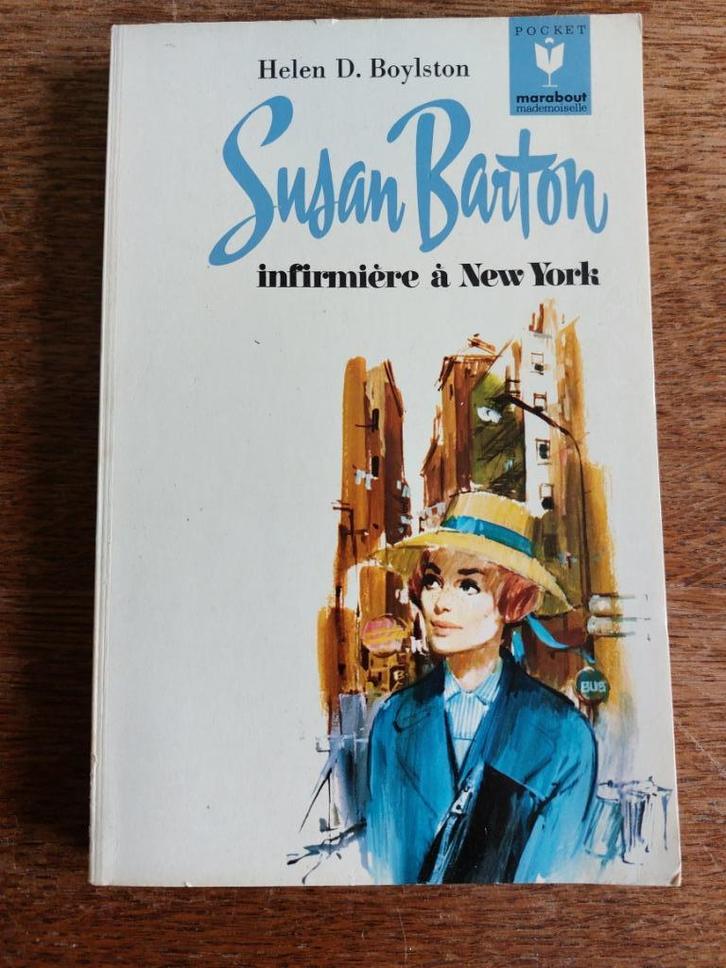 POCKET
marabout
mademoiselle
Helen D. Boylston
Susan Barton
infirmière à New York
BUS